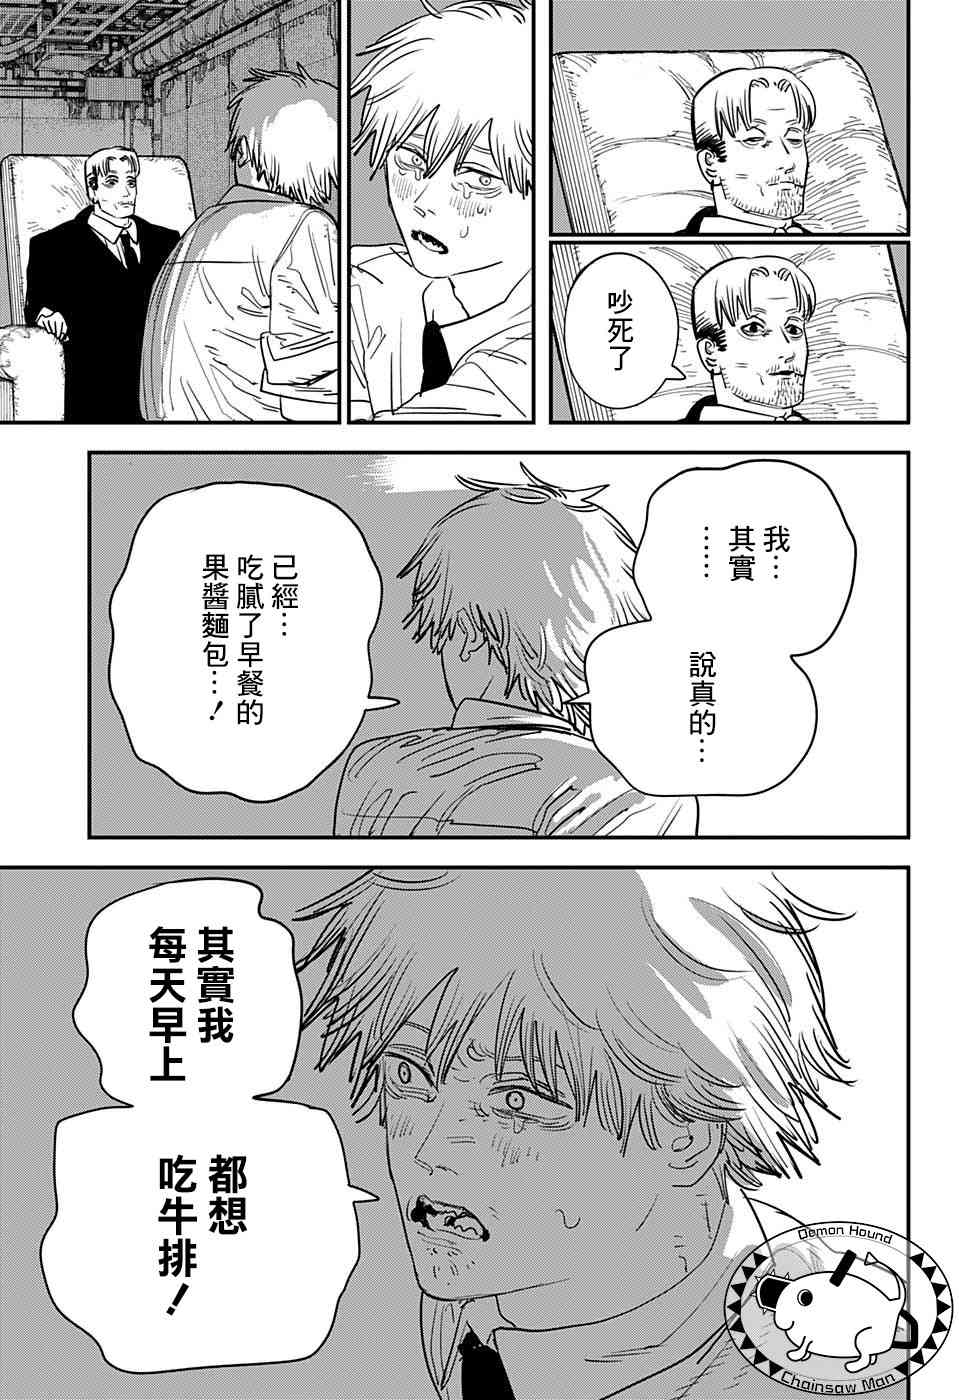 吵死了
我…
其實
……
說真的…
已經…
吃膩了早餐的
果醬麵包…！
其實我
每天早上
都想
吃牛排！
Demon Hound
Chainsaw Man